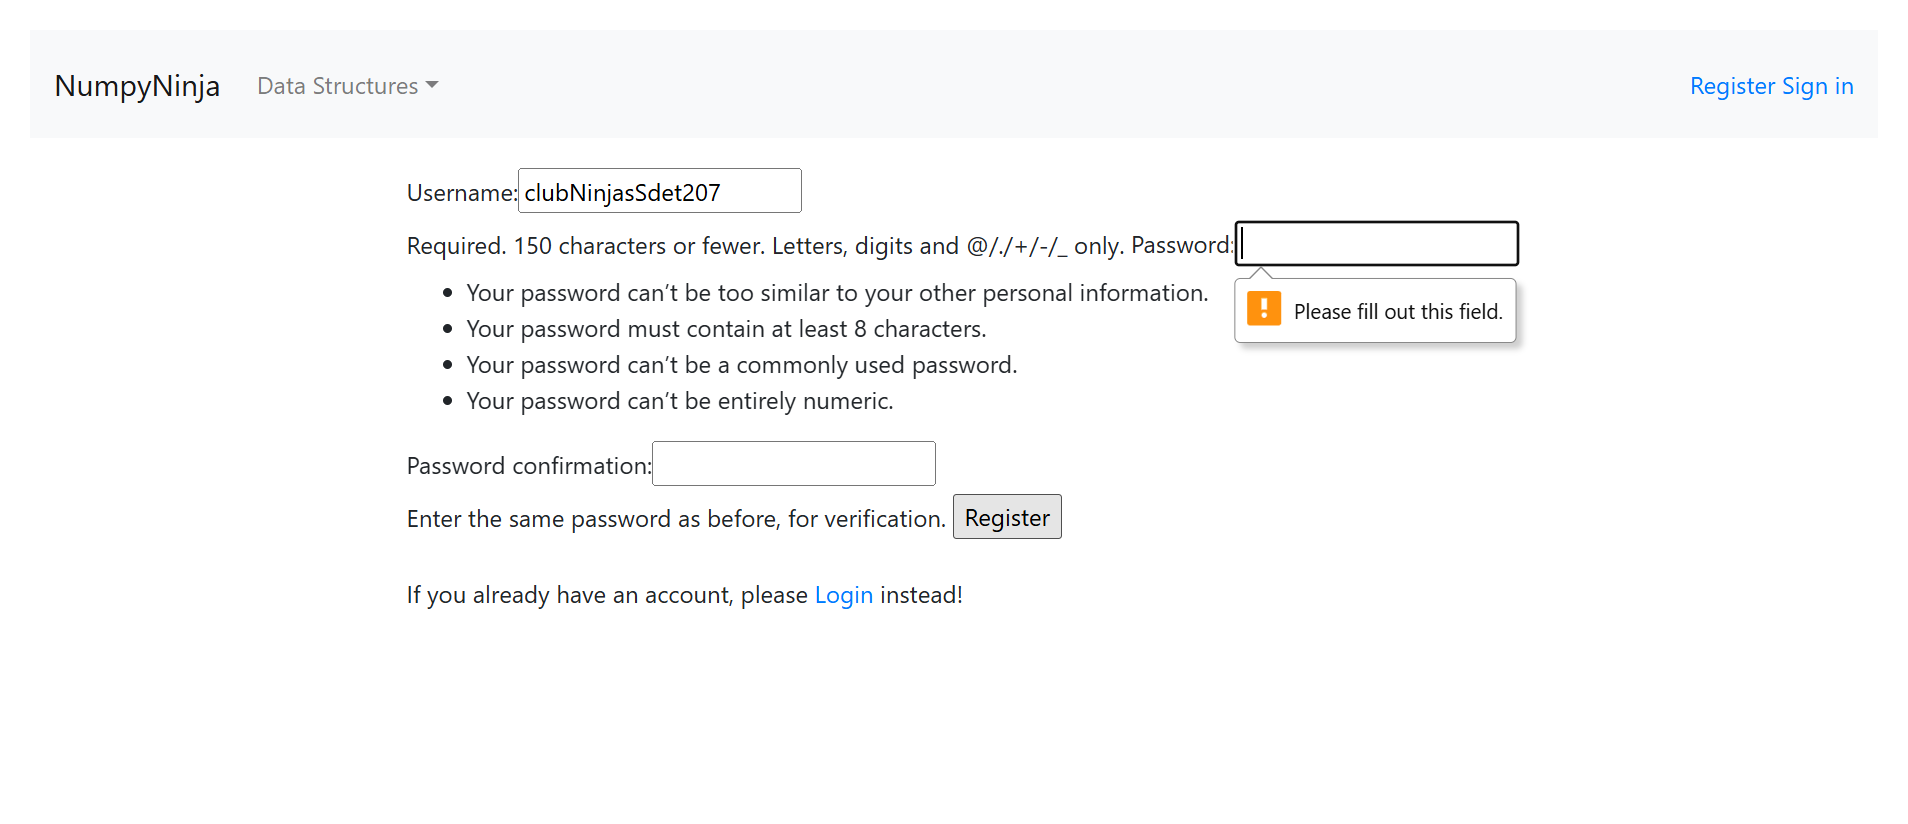 NumpyNinja Data Structures Register Sign in
Username: clubNinjasSdet207
Required. 150 characters or fewer. Letters, digits and @/./+/-/_ only. Password:
Please fill out this field.
• Your password can’t be too similar to your other personal information.
• Your password must contain at least 8 characters.
• Your password can’t be a commonly used password.
• Your password can’t be entirely numeric.
Password confirmation:
Enter the same password as before, for verification. Register
If you already have an account, please Login instead!